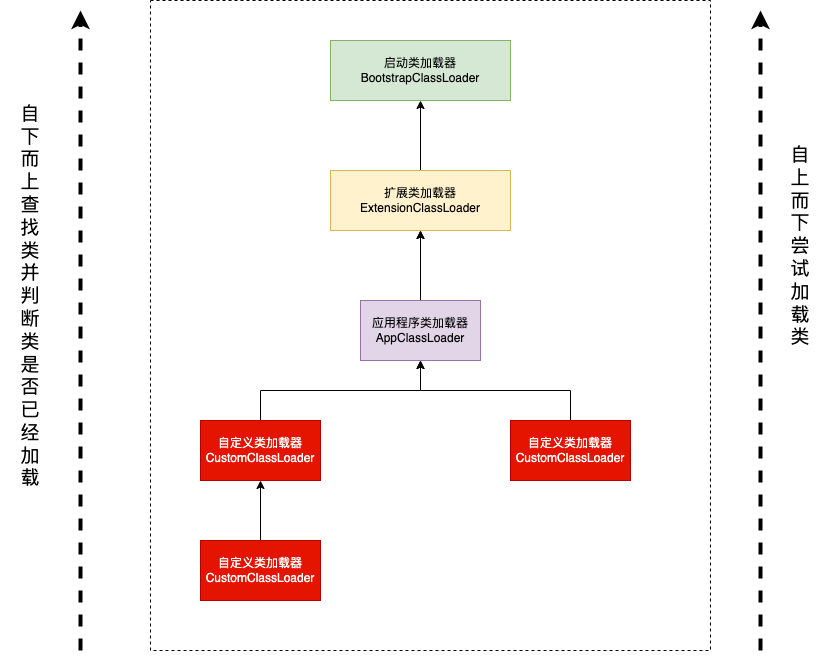 启动类加载器
BootstrapClassLoader
扩展类加载器
ExtensionClassLoader
应用程序类加载器
AppClassLoader
自定义类加载器
CustomClassLoader
自定义类加载器
CustomClassLoader
自定义类加载器
CustomClassLoader
自下而上查找类并判断类是否已经加载
自上而下尝试加载类